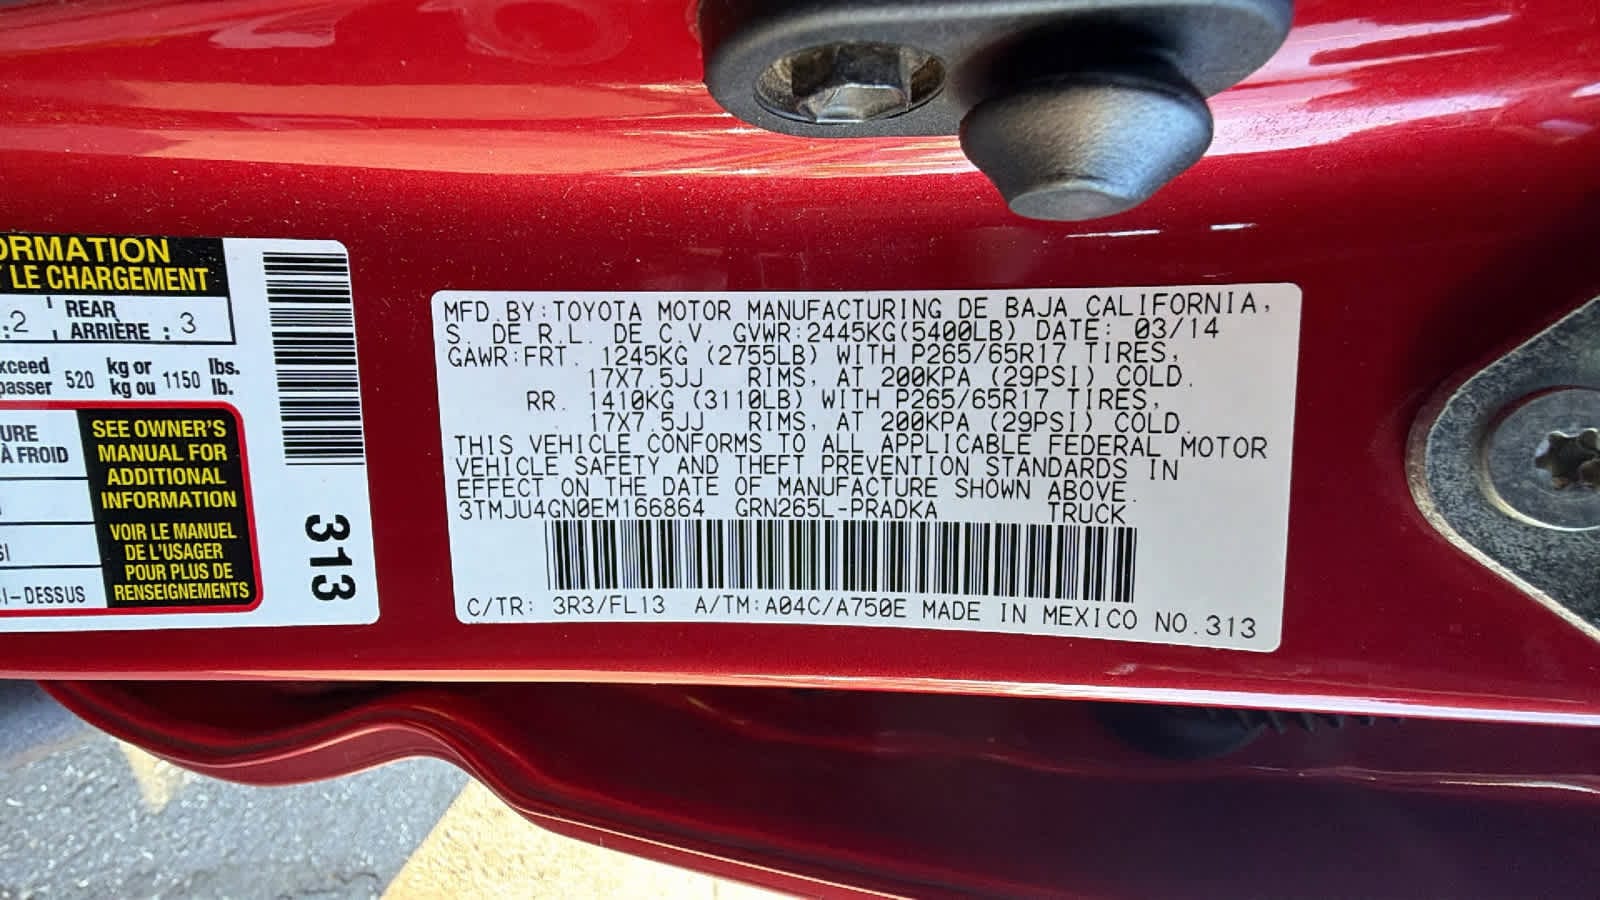 ORMATION
LE CHARGEMENT
:2 REAR
ARRIÈRE : 3
xceed kg or lbs.
passer 520 kg ou 1150 lb.
URE
À FROID
SEE OWNER'S
MANUAL FOR
ADDITIONAL
INFORMATION
VOIR LE MANUEL
DE L'USAGER
POUR PLUS DE
RENSEIGNEMENTS
SI
I-DESSUS
313
MFD.BY:TOYOTA MOTOR MANUFACTURING DE BAJA CALIFORNIA,
S. DE R.L. DE C.V. GVWR:2445KG(5400LB) DATE: 03/14
GAWR:FRT. 1245KG (2755LB) WITH P265/65R17 TIRES,
17X7.5JJ RIMS, AT 200KPA (29PSI) COLD.
RR. 1410KG (3110LB) WITH P265/65R17 TIRES,
17X7.5JJ RIMS, AT 200KPA (29PSI) COLD.
THIS VEHICLE CONFORMS TO ALL APPLICABLE FEDERAL MOTOR
VEHICLE SAFETY AND THEFT PREVENTION STANDARDS IN
EFFECT ON THE DATE OF MANUFACTURE SHOWN ABOVE.
3TMJU4GN0EM166864 GRN265L-PRADKA TRUCK
C/TR: 3R3/FL13 A/TM:A04C/A750E MADE IN MEXICO NO.313